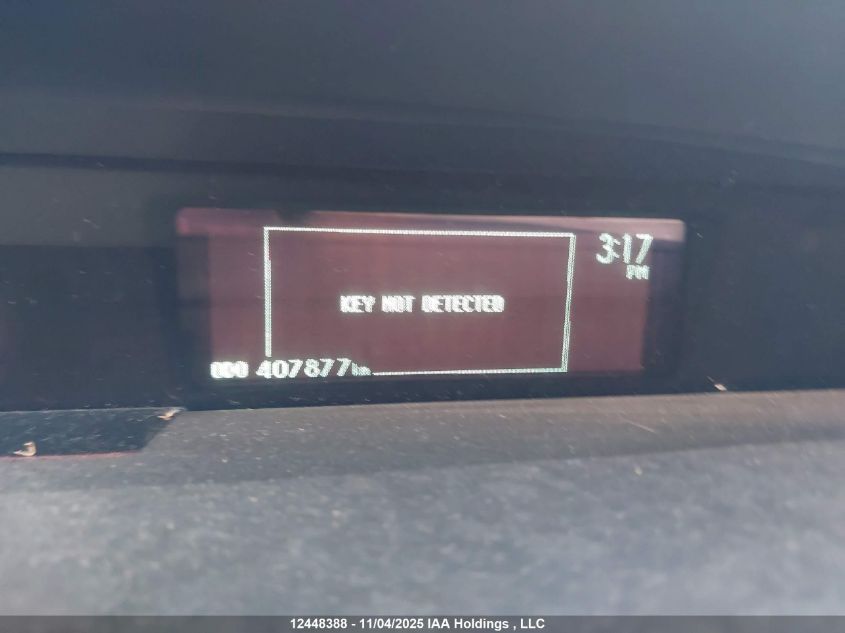 3:17
PM
KEY NOT DETECTED
ODO 407877km
12448388 - 11/04/2025 IAA Holdings , LLC